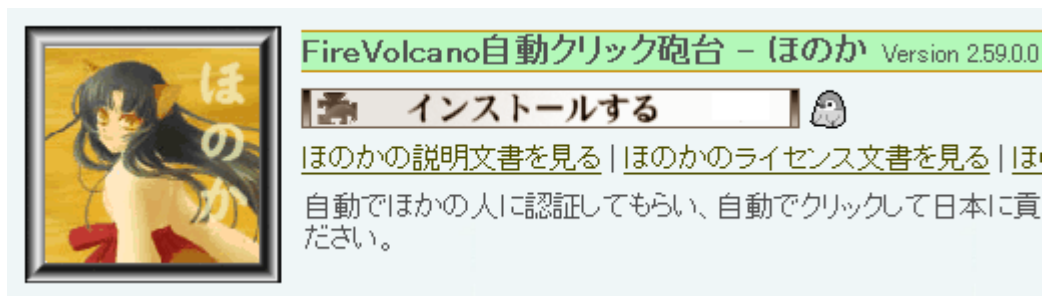 ほのか
FireVolcano自動クリック砲台 − ほのか Version 2.59.0.0
インストールする
ほのかの説明文書を見る | ほのかのライセンス文書を見る | ほ
自動でほかの人に認証してもらい、自動でクリックして日本に貢
ださい。